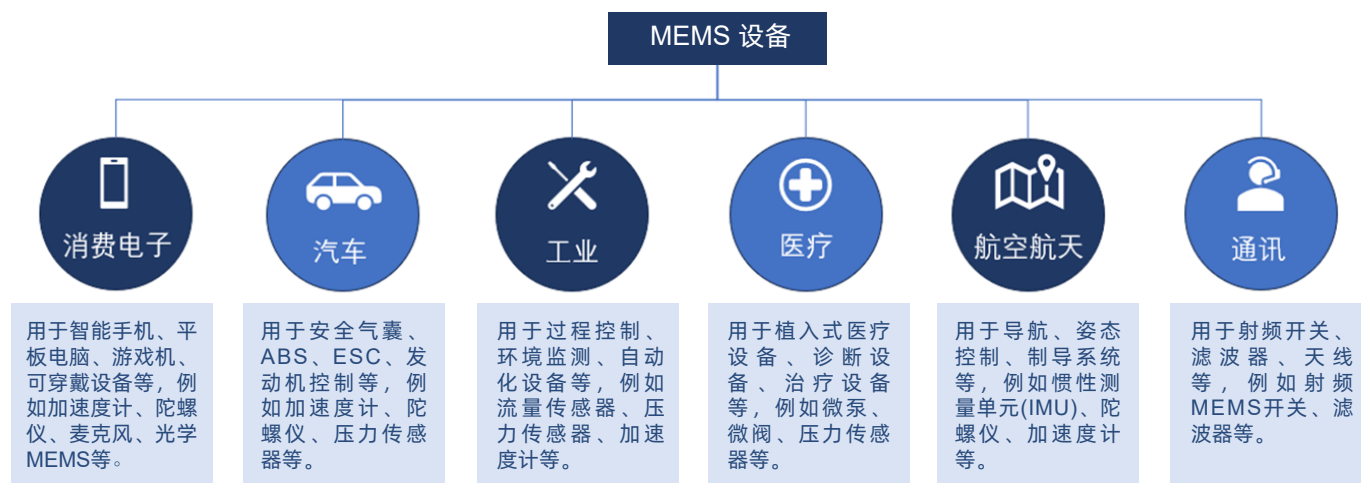 MEMS 设备
消费电子
汽车
工业
医疗
航空航天
通讯
用于智能手机、平
板电脑、游戏机、
可穿戴设备等，例
如加速度计、陀螺
仪、麦克风、光学
MEMS等。
用于安全气囊、
ABS、ESC、发
动机控制等，例
如加速度计、陀
螺仪、压力传感
器等。
用于过程控制、
环境监测、自动
化设备等，例如
流量传感器、压
力传感器、加速
度计等。
用于植入式医疗
设备、诊断设
备、治疗设备
等，例如微泵、
微阀、压力传感
器等。
用于导航、姿态
控制、制导系统
等，例如惯性测
量单元(IMU)、陀
螺仪、加速度计
等。
用于射频开关、
滤波器、天线
等，例如射频
MEMS开关、滤
波器等。